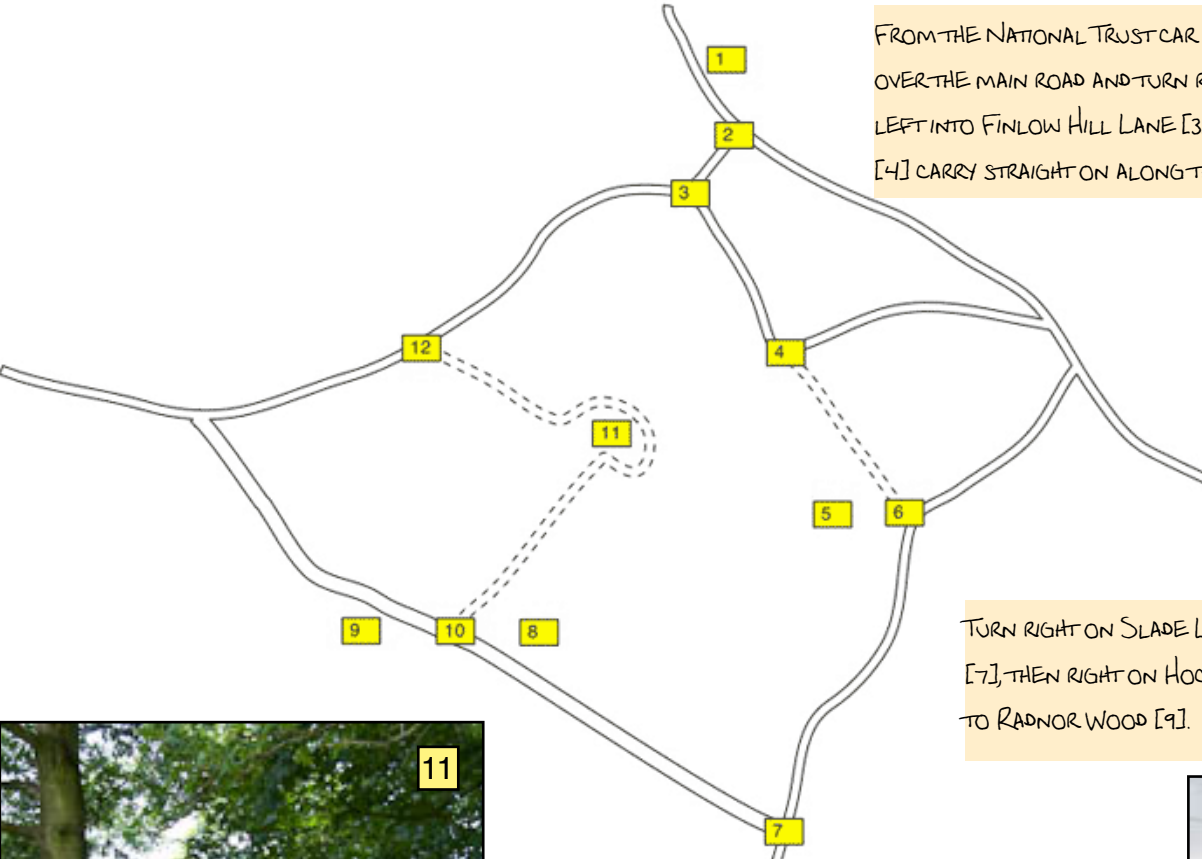 1
FROM THE NATIONAL TRUST CAR
OVER THE MAIN ROAD AND TURN R
LEFT INTO FINLOW HILL LANE [3
[4] CARRY STRAIGHT ON ALONG T
2
3
12
4
11
5
6
9
10
8
TURN RIGHT ON SLADE L
[7], THEN RIGHT ON HOC
TO RADNOR WOOD [9].
11
7